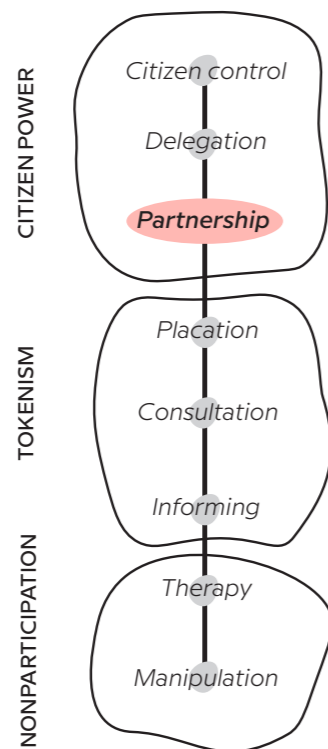 CITIZEN POWER
Citizen control
Delegation
Partnership
TOKENISM
Placation
Consultation
Informing
NONPARTICIPATION
Therapy
Manipulation